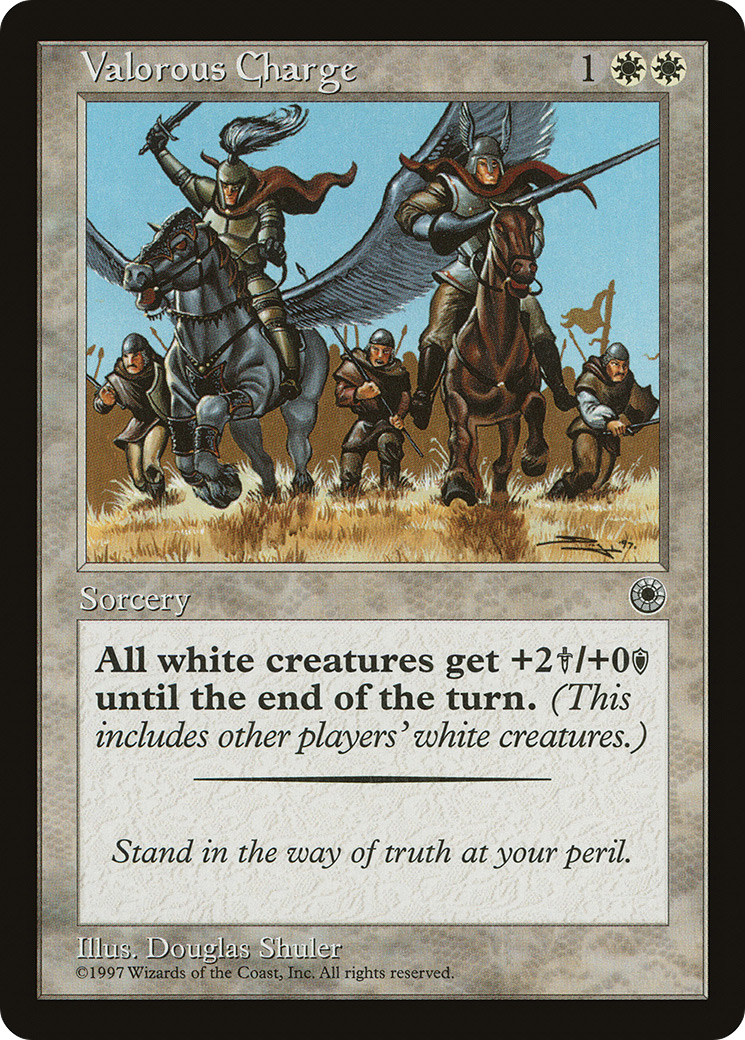 Valorous Charge 1
Sorcery
All white creatures get +2/+0
until the end of the turn. (This
includes other players’ white creatures.)
Stand in the way of truth at your peril.
Illus. Douglas Shuler
©1997 Wizards of the Coast, Inc. All rights reserved.